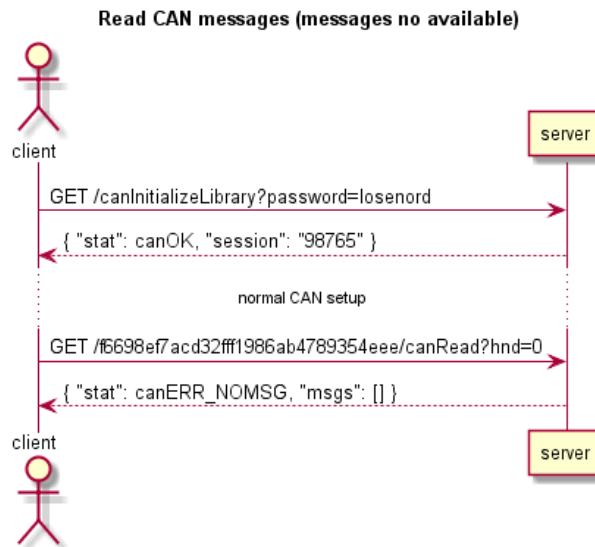 Read CAN messages (messages no available)
client
server
GET /canInitializeLibrary?password=losenord
{ "stat": canOK, "session": "98765" }
normal CAN setup
GET /f6698ef7acd32fff1986ab4789354eee/canRead?hnd=0
{ "stat": canERR_NOMSG, "msgs": [] }
client
server